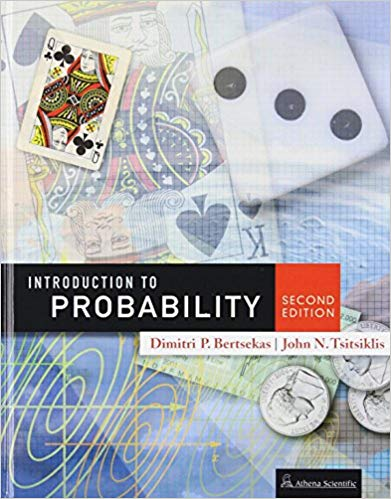 Q
INTRODUCTION TO
PROBABILITY
SECOND
EDITION
Dimitri P. Bertsekas | John N. Tsitsiklis
Athena Scientific